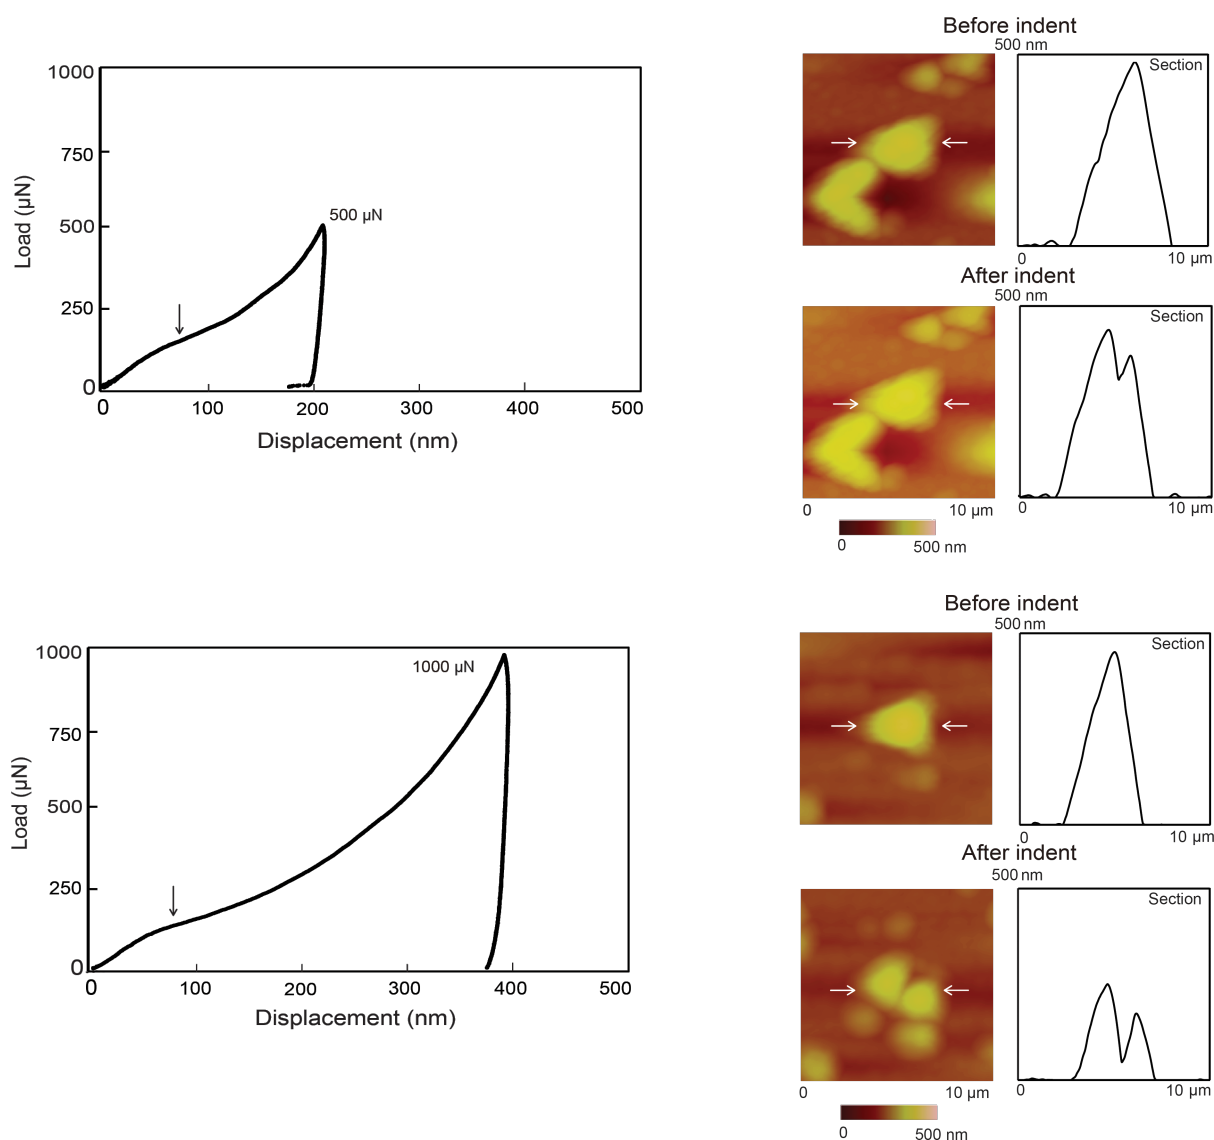 Before indent
500 nm
Section
0
10 µm
1000
750
500
250
0
Load (µN)
500 µN
0
100
200
300
400
500
Displacement (nm)
After indent
500 nm
Section
0
10 µm
0
10 µm
0
500 nm
Before indent
500 nm
Section
0
10 µm
1000
750
500
250
0
Load (µN)
1000 µN
0
100
200
300
400
500
Displacement (nm)
After indent
500 nm
Section
0
10 µm
0
10 µm
0
500 nm